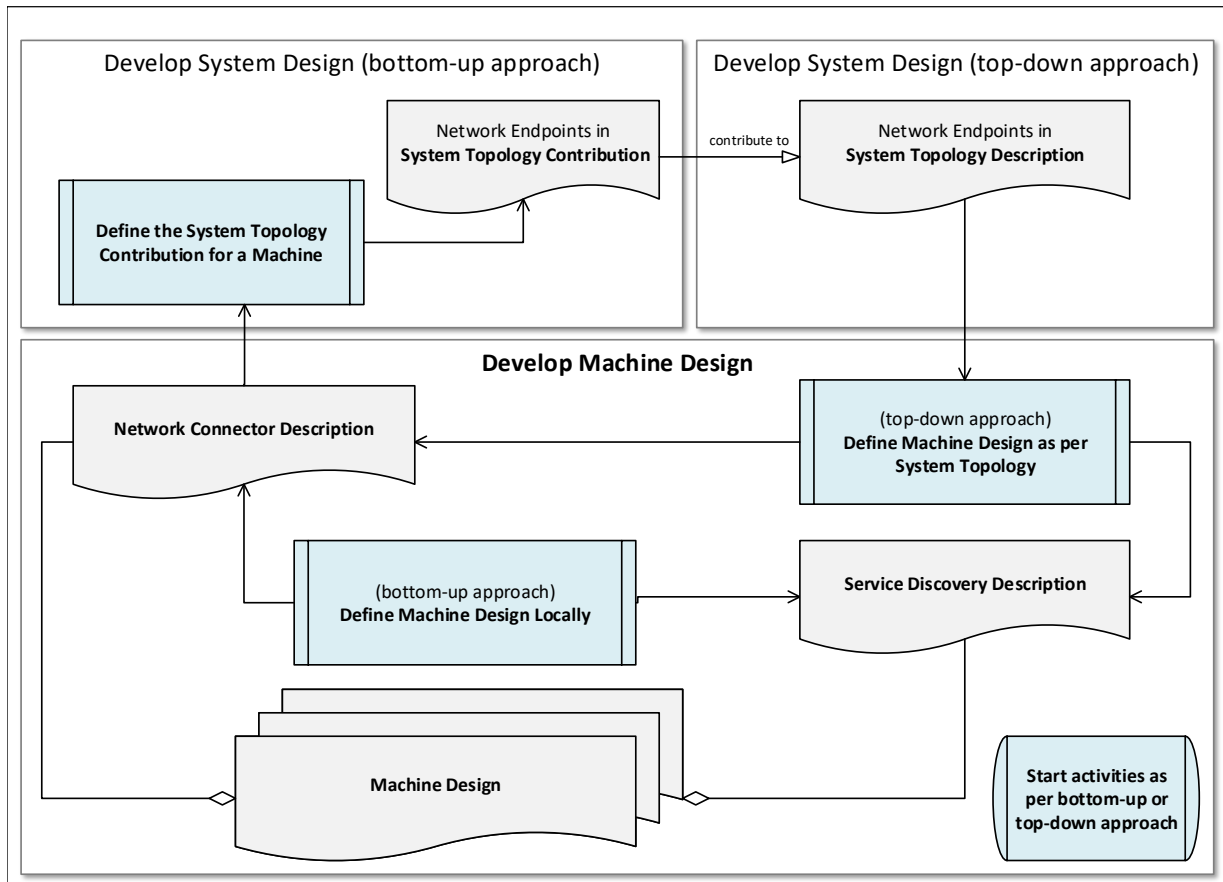 Develop System Design (bottom-up approach)
Develop System Design (top-down approach)
Network Endpoints in
System Topology Contribution
contribute to
Network Endpoints in
System Topology Description
Define the System Topology
Contribution for a Machine
Develop Machine Design
Network Connector Description
(top-down approach)
Define Machine Design as per
System Topology
(bottom-up approach)
Define Machine Design Locally
Service Discovery Description
Machine Design
Start activities as
per bottom-up or
top-down approach